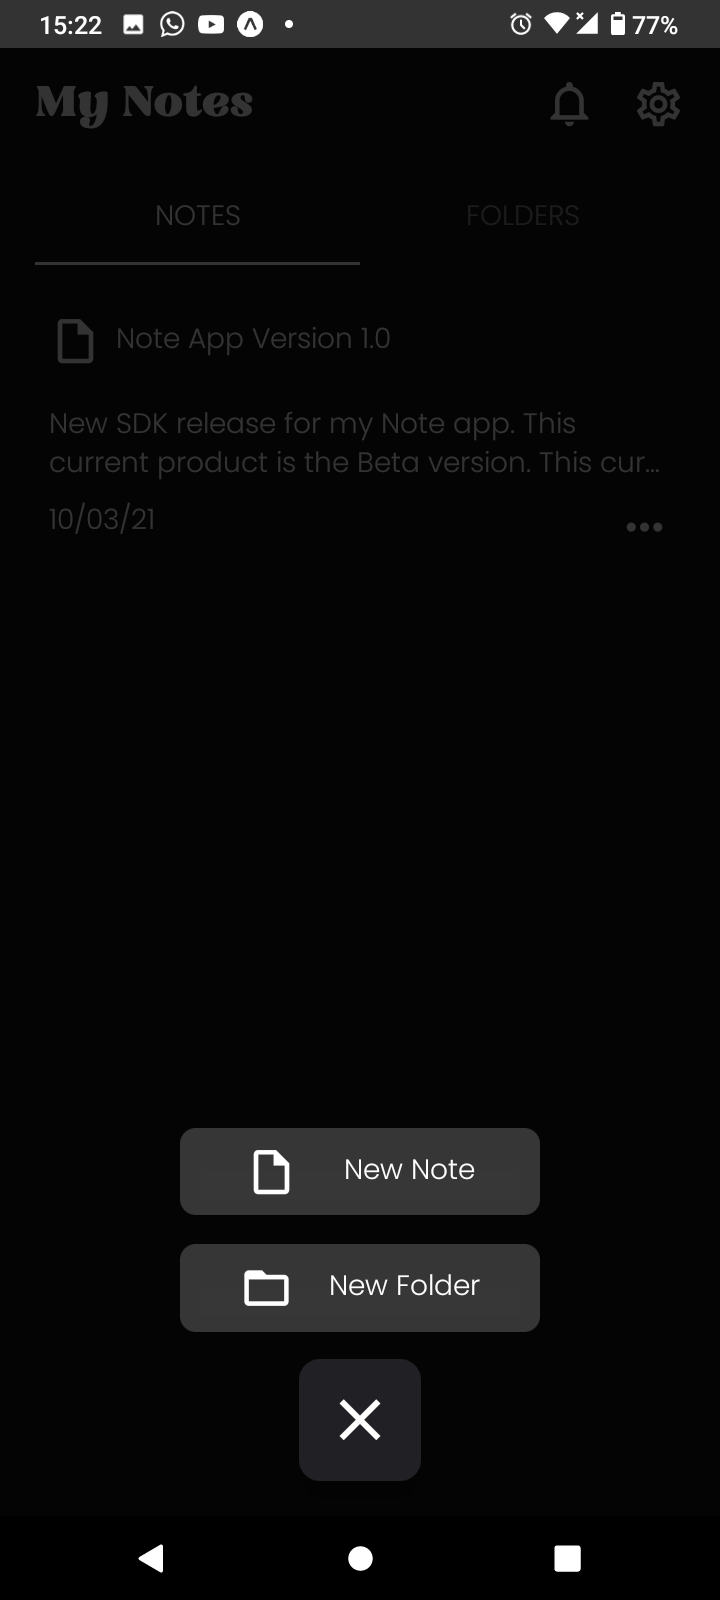 15:22
77%
My Notes
NOTES
FOLDERS
Note App Version 1.0
New SDK release for my Note app. This
current product is the Beta version. This cur...
10/03/21
New Note
New Folder